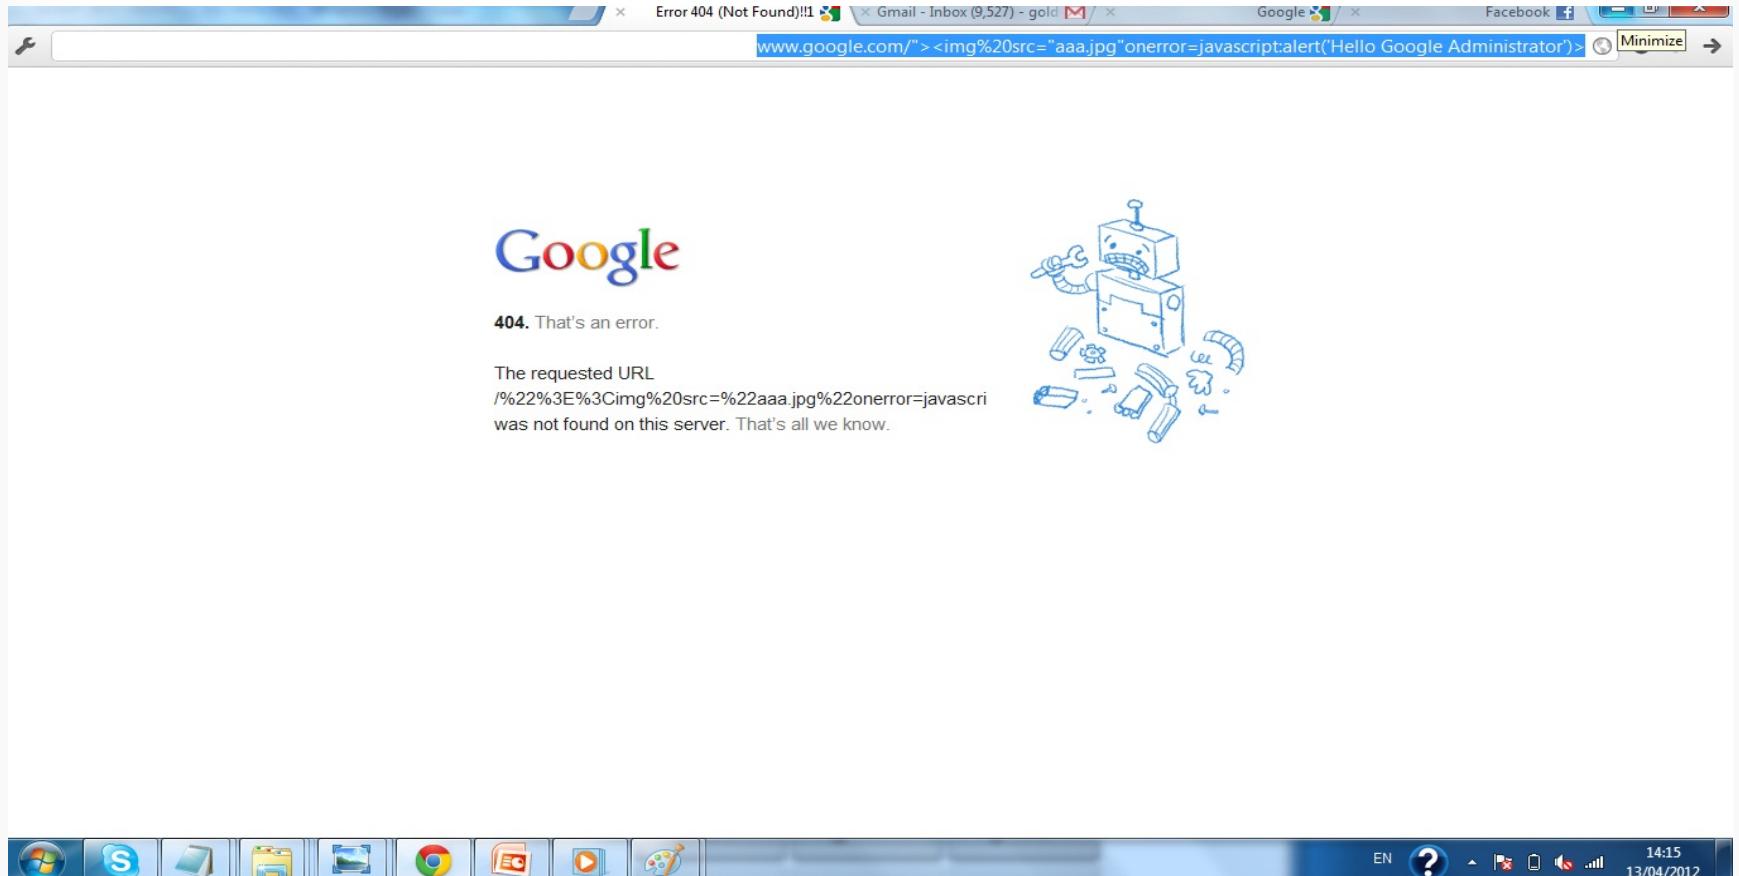 Error 404 (Not Found)!!1
Gmail - Inbox (9,527) - gold
Google
Facebook
www.google.com/"><img%20src="aaa.jpg"onerror=javascript:alert('Hello Google Administrator')>
Minimize
Google
404. That's an error.
The requested URL
/%22%3E%3Cimg%20src=%22aaa.jpg%22onerror=javascri
was not found on this server. That's all we know.
EN
14:15
13/04/2012